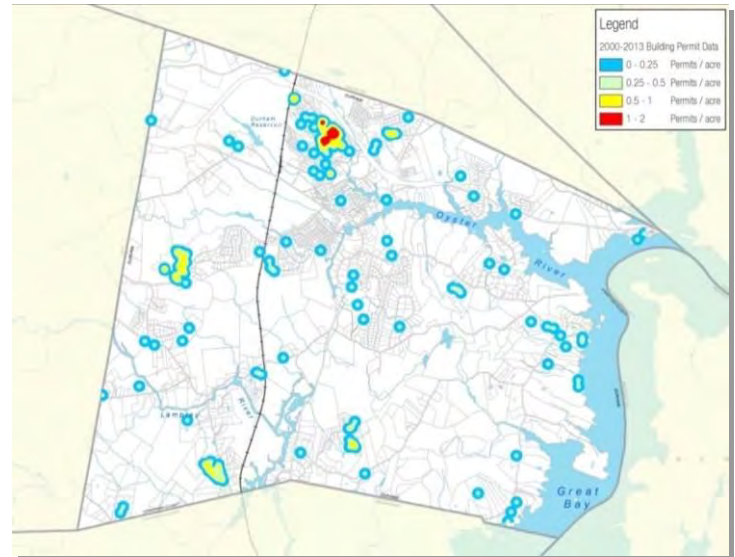 Legend
2000-2013 Building Permit Data
0 - 0.25 Permits / acre
0.25 - 0.5 Permits / acre
0.5 - 1 Permits / acre
1 - 2 Permits / acre
Durham
Reservoir
Oyster
River
Lamprey
River
Great
Bay